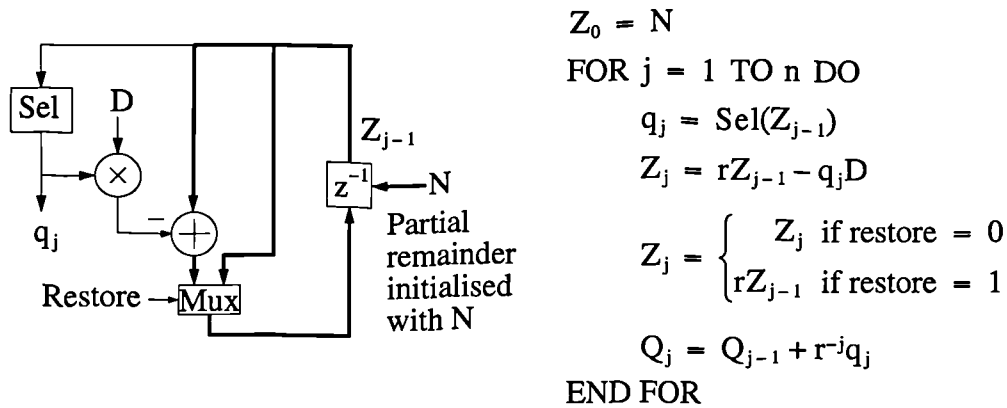 Sel
D
Z_{j-1}
×
z^{-1}
N
q_j
−
+
Partial
remainder
initialised
with N
Restore
Mux
Z_0 = N
FOR j = 1 TO n DO
q_j = Sel(Z_{j-1})
Z_j = rZ_{j-1} − q_jD
Z_j = { Z_j if restore = 0
rZ_{j-1} if restore = 1
Q_j = Q_{j-1} + r^{-j}q_j
END FOR